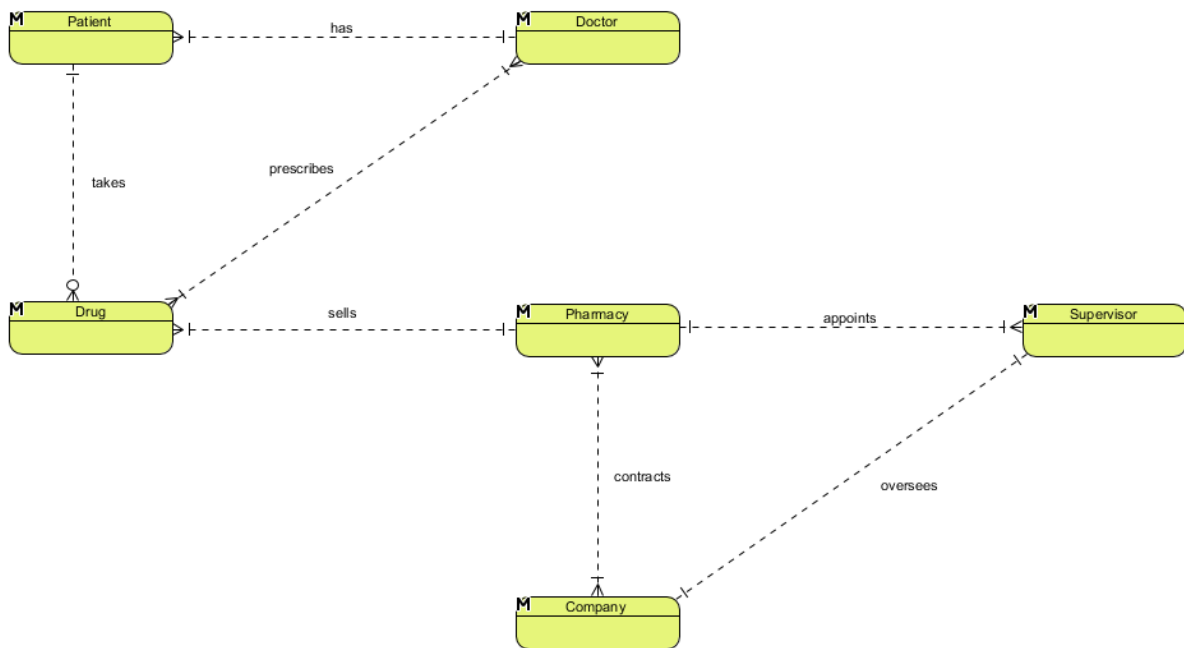 M
Patient
has
M
Doctor
prescribes
takes
M
Drug
sells
M
Pharmacy
appoints
M
Supervisor
contracts
oversees
M
Company